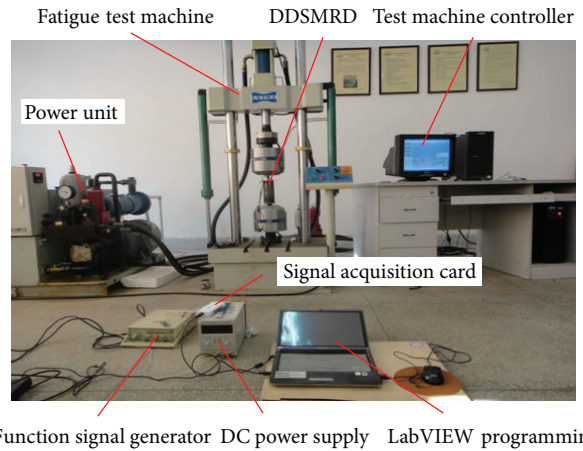 Fatigue test machine DDSMRD Test machine controller
Power unit
Signal acquisition card
Function signal generator DC power supply LabVIEW programmin